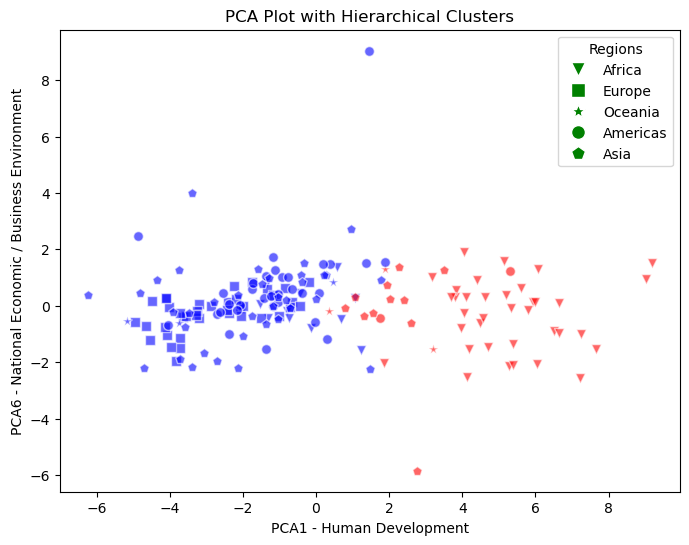 PCA Plot with Hierarchical Clusters
PCA6 - National Economic / Business Environment
8
6
4
2
0
−2
−4
−6
Regions
Africa
Europe
Oceania
Americas
Asia
−6 −4 −2 0 2 4 6 8
PCA1 - Human Development